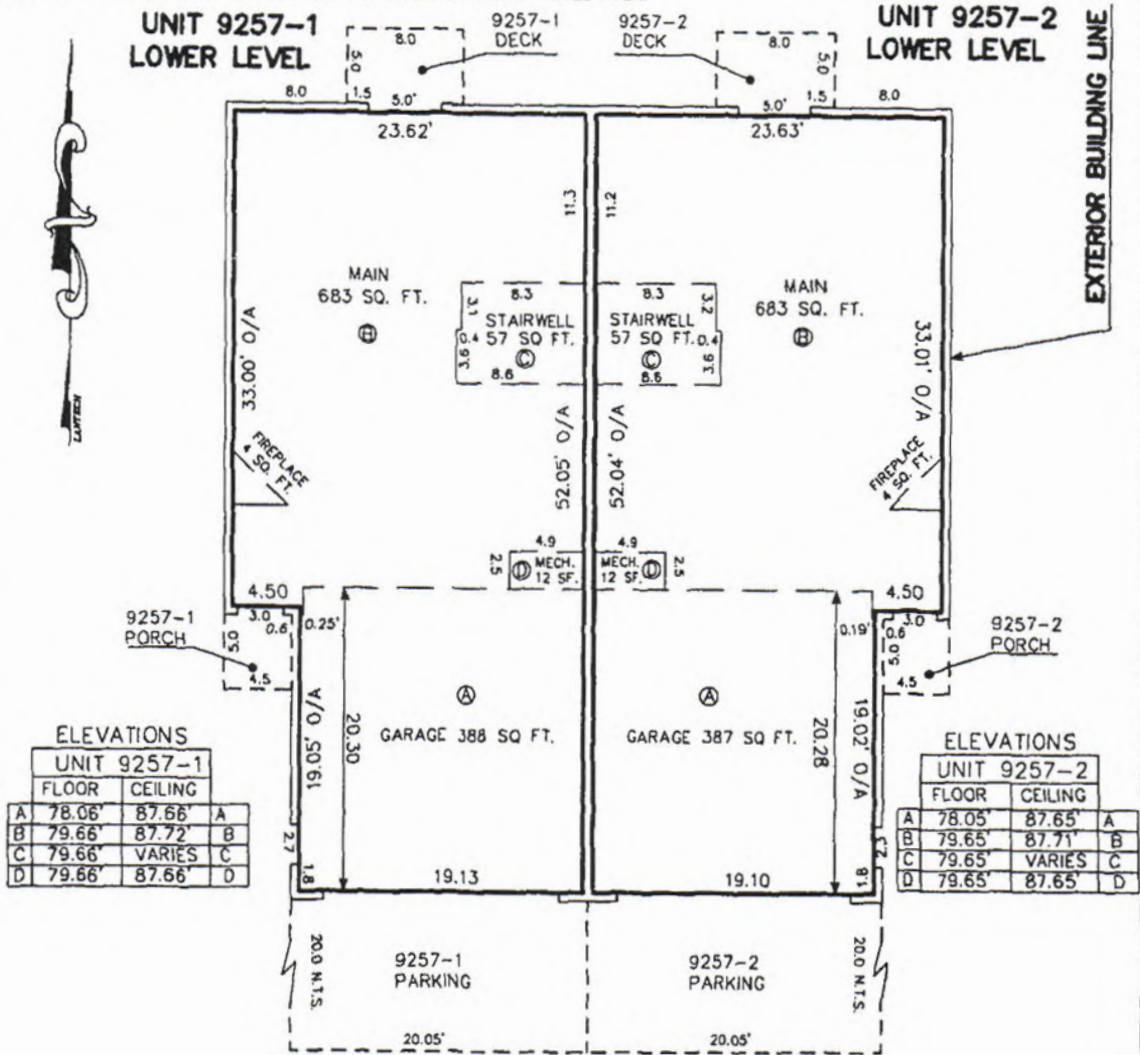 UNIT 9257-1
LOWER LEVEL
9257-1
DECK
9257-2
DECK
UNIT 9257-2
LOWER LEVEL
EXTERIOR BUILDING LINE
8.0
5.0
8.0
5.0
8.0
1.5
5.0'
5.0'
1.5
8.0
23.62'
23.63'
11.3
11.2
MAIN
683 SQ. FT.
B
MAIN
683 SQ. FT.
B
8.3
3.1
STAIRWELL
57 SQ FT.
0.4
3.9
C
8.6
8.3
3.2
STAIRWELL
57 SQ FT.
0.4
3.6
C
8.6
33.00' O/A
33.01' O/A
LAMTECH
FIREPLACE
4 SQ. FT.
52.05' O/A
52.04' O/A
FIREPLACE
4 SQ. FT.
4.9
2.5
D
MECH.
12 SF.
4.9
MECH.
12 SF.
D
2.5
4.50
3.0
0.6
0.25'
4.50
3.0
0.6
0.19'
9257-1
PORCH
5.0
4.5
9257-2
PORCH
5.0
4.5
A
GARAGE 388 SQ FT.
A
GARAGE 387 SQ FT.
19.05' O/A
20.30
20.28
19.02' O/A
ELEVATIONS
UNIT 9257-1
FLOOR CEILING
A 78.06' 87.66' A
B 79.66' 87.72' B
C 79.66' VARIES C
D 79.66' 87.66' D
ELEVATIONS
UNIT 9257-2
FLOOR CEILING
A 78.05' 87.65' A
B 79.65' 87.71' B
C 79.65' VARIES C
D 79.65' 87.65' D
2.7
1.8
19.13
19.10
2.3
1.8
20.0 N.T.S.
9257-1
PARKING
9257-2
PARKING
20.0 N.T.S.
20.05'
20.05'